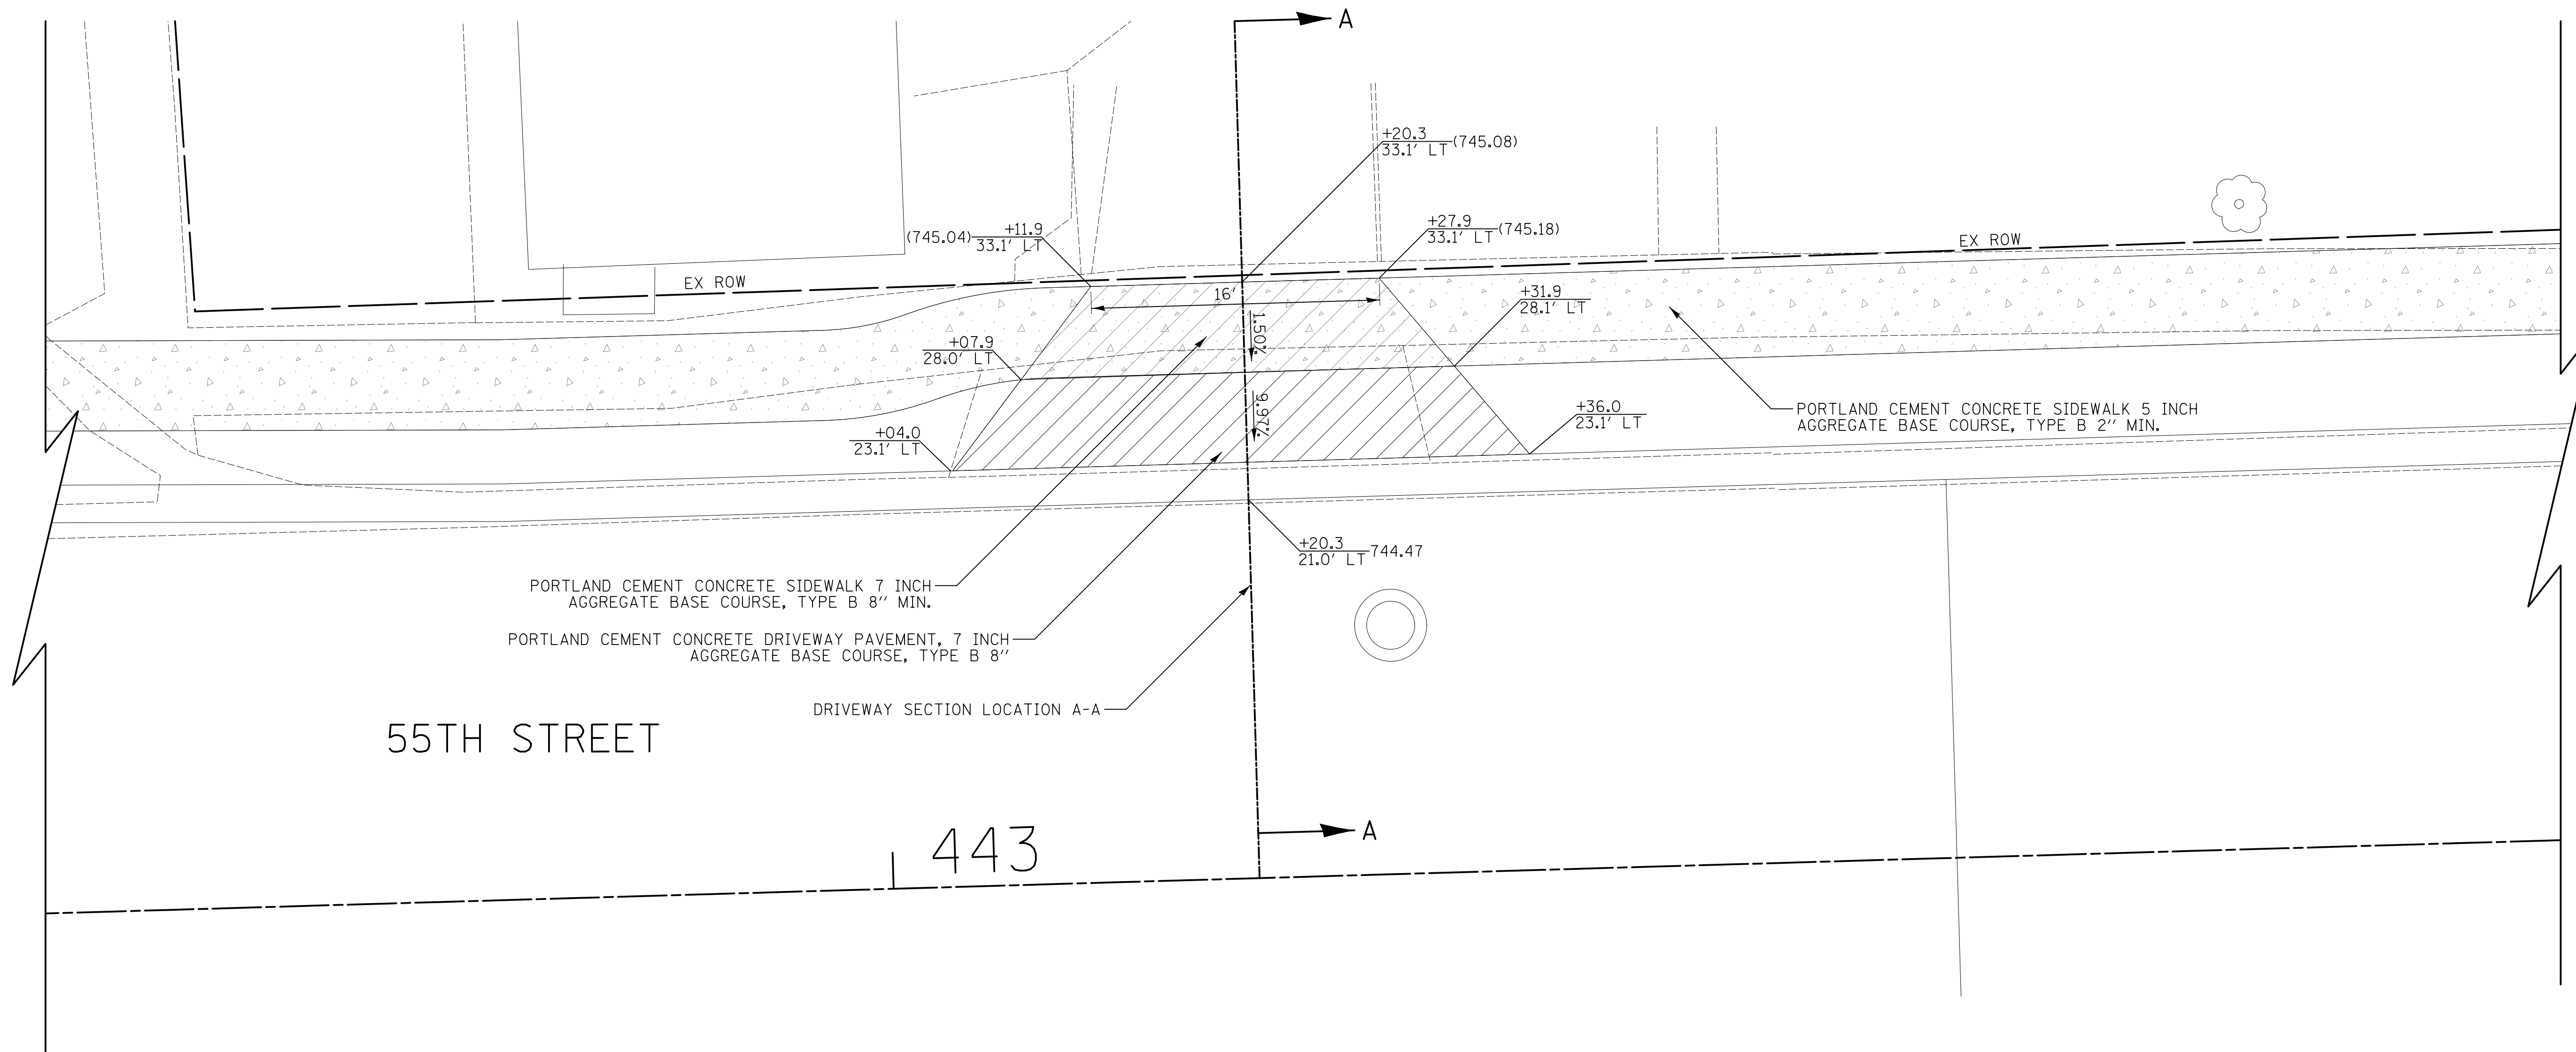 A
+20.3
33.1' LT (745.08)
+11.9
(745.04) 33.1' LT
+27.9
33.1' LT (745.18)
EX ROW
EX ROW
16'
+31.9
28.1' LT
1.50%
+07.9
28.0' LT
9.97%
+36.0
23.1' LT
PORTLAND CEMENT CONCRETE SIDEWALK 5 INCH
AGGREGATE BASE COURSE, TYPE B 2" MIN.
+04.0
23.1' LT
+20.3
21.0' LT 744.47
PORTLAND CEMENT CONCRETE SIDEWALK 7 INCH
AGGREGATE BASE COURSE, TYPE B 8" MIN.
PORTLAND CEMENT CONCRETE DRIVEWAY PAVEMENT, 7 INCH
AGGREGATE BASE COURSE, TYPE B 8"
DRIVEWAY SECTION LOCATION A-A
55TH STREET
A
443